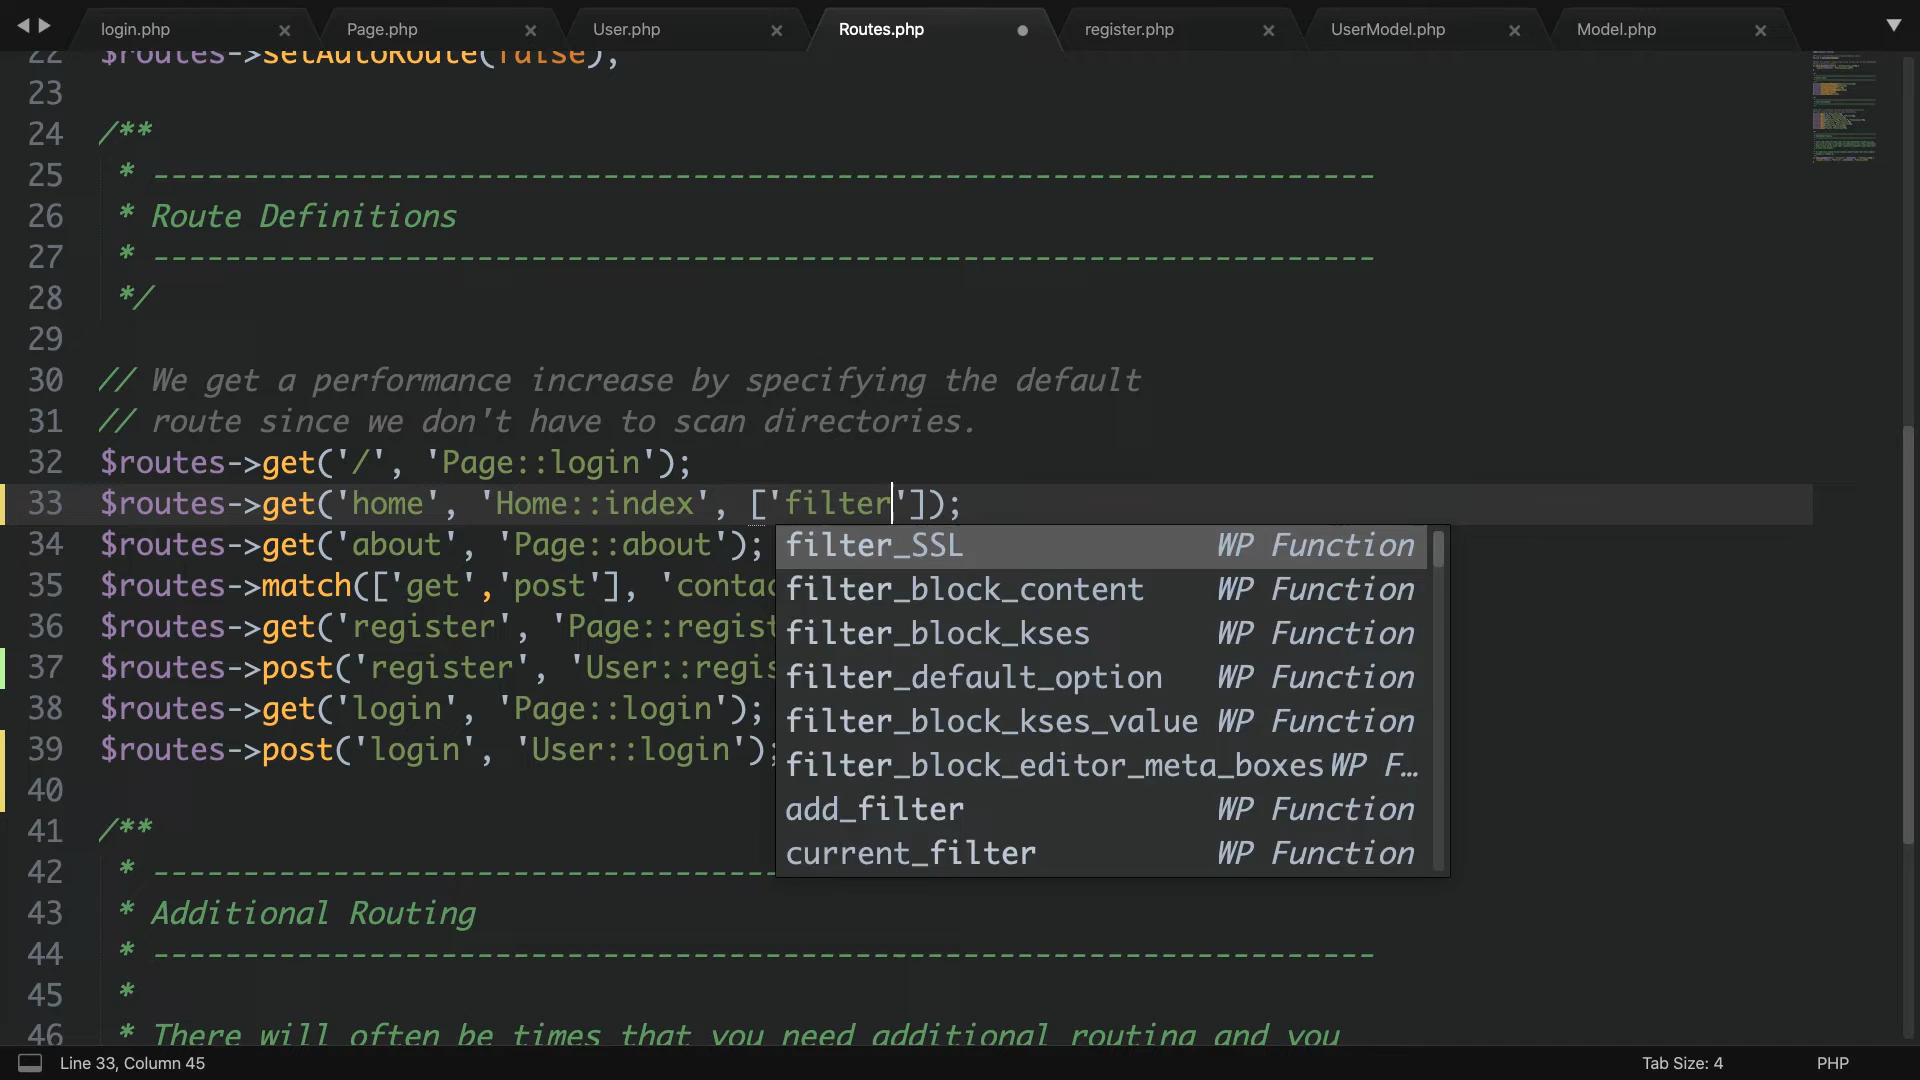 login.php
Page.php
User.php
Routes.php
register.php
UserModel.php
Model.php
22 $routes->setAutoRoute(false);
23
24 /**
25 * --------------------------------------------------------------------
26 * Route Definitions
27 * --------------------------------------------------------------------
28 */
29
30 // We get a performance increase by specifying the default
31 // route since we don't have to scan directories.
32 $routes->get('/', 'Page::login');
33 $routes->get('home', 'Home::index', ['filter']);
34 $routes->get('about', 'Page::about');
35 $routes->match(['get','post'], 'contac
36 $routes->get('register', 'Page::regist
37 $routes->post('register', 'User::regis
38 $routes->get('login', 'Page::login');
39 $routes->post('login', 'User::login');
40
filter_SSL WP Function
filter_block_content WP Function
filter_block_kses WP Function
filter_default_option WP Function
filter_block_kses_value WP Function
filter_block_editor_meta_boxes WP F…
add_filter WP Function
current_filter WP Function
41 /**
42 * --------------------------------------------------------------------
43 * Additional Routing
44 * --------------------------------------------------------------------
45 *
46 * There will often be times that you need additional routing and you
Line 33, Column 45
Tab Size: 4
PHP